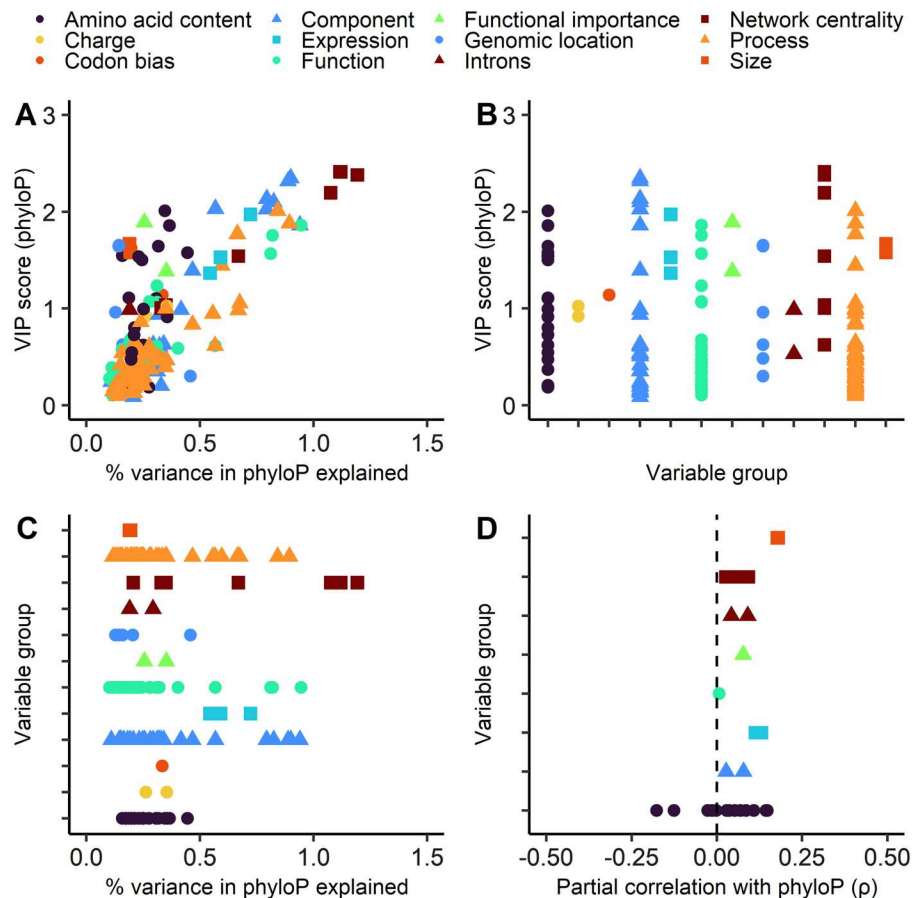 Amino acid content Component Functional importance Network centrality
Charge Expression Genomic location Process
Codon bias Function Introns Size
A
VIP score (phyloP)
3
2
1
0
0.0 0.5 1.0 1.5
% variance in phyloP explained
B
VIP score (phyloP)
3
2
1
0
Variable group
C
Variable group
0.0 0.5 1.0 1.5
% variance in phyloP explained
D
Variable group
-0.50 -0.25 0.00 0.25 0.50
Partial correlation with phyloP (ρ)